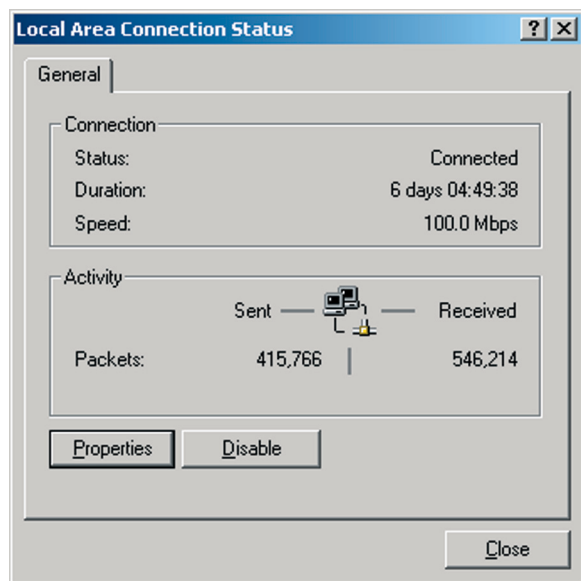 Local Area Connection Status
General
Connection
Status: Connected
Duration: 6 days 04:49:38
Speed: 100.0 Mbps
Activity
Sent Received
Packets: 415,766 546,214
Properties Disable
Close